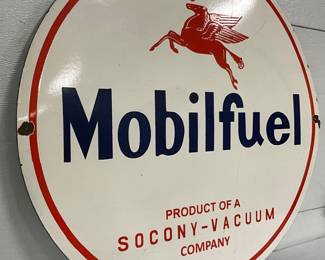 Mobilfuel
PRODUCT OF A
SOCONY-VACUUM
COMPANY